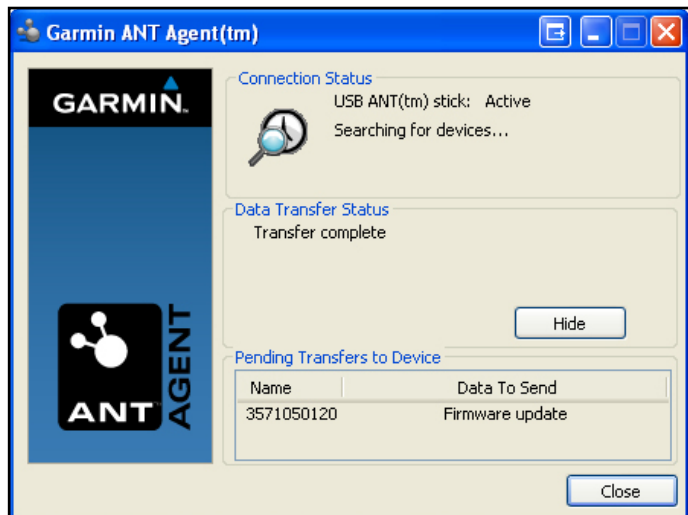 Garmin ANT Agent(tm)
GARMIN.
Connection Status
USB ANT(tm) stick: Active
Searching for devices...
Data Transfer Status
Transfer complete
Hide
ANT
AGENT
Pending Transfers to Device
Name Data To Send
3571050120 Firmware update
Close